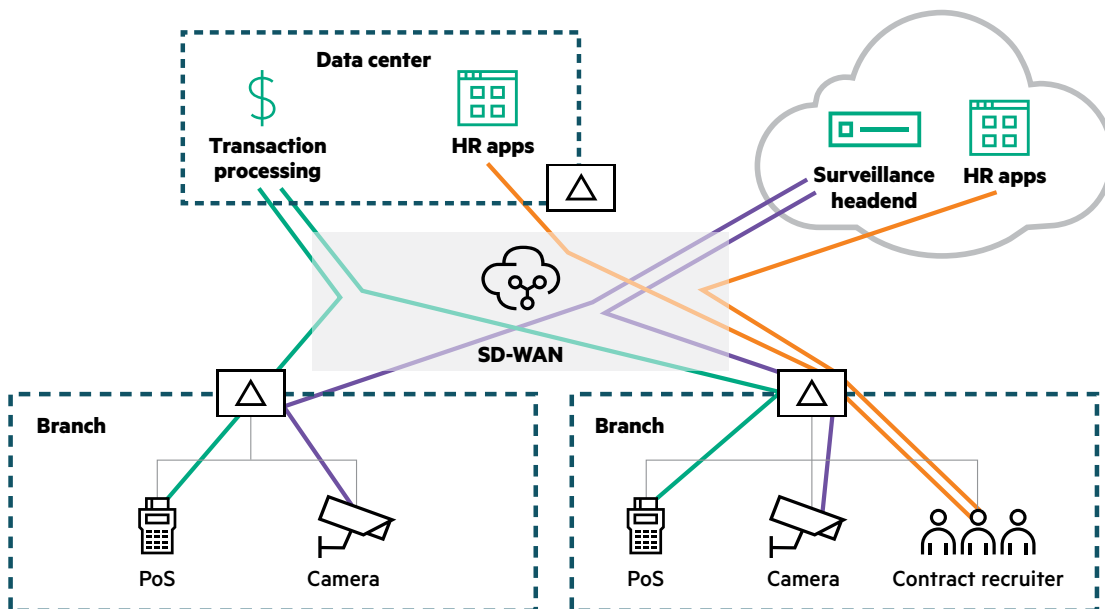 Data center
Transaction
processing
HR apps
Surveillance
headend
HR apps
SD-WAN
Branch
PoS
Camera
Branch
PoS
Camera
Contract recruiter